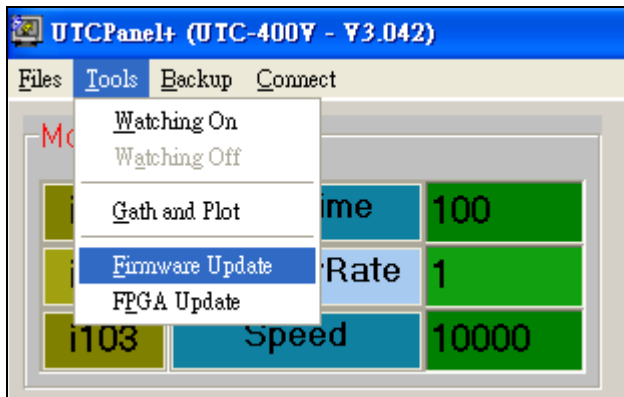 UTCPanel+ (UTC-400V - V3.042)
Files Tools Backup Connect
Watching On
Watching Off
Gath and Plot
100
Firmware Update
Rate
1
FPGA Update
i103
Speed
10000